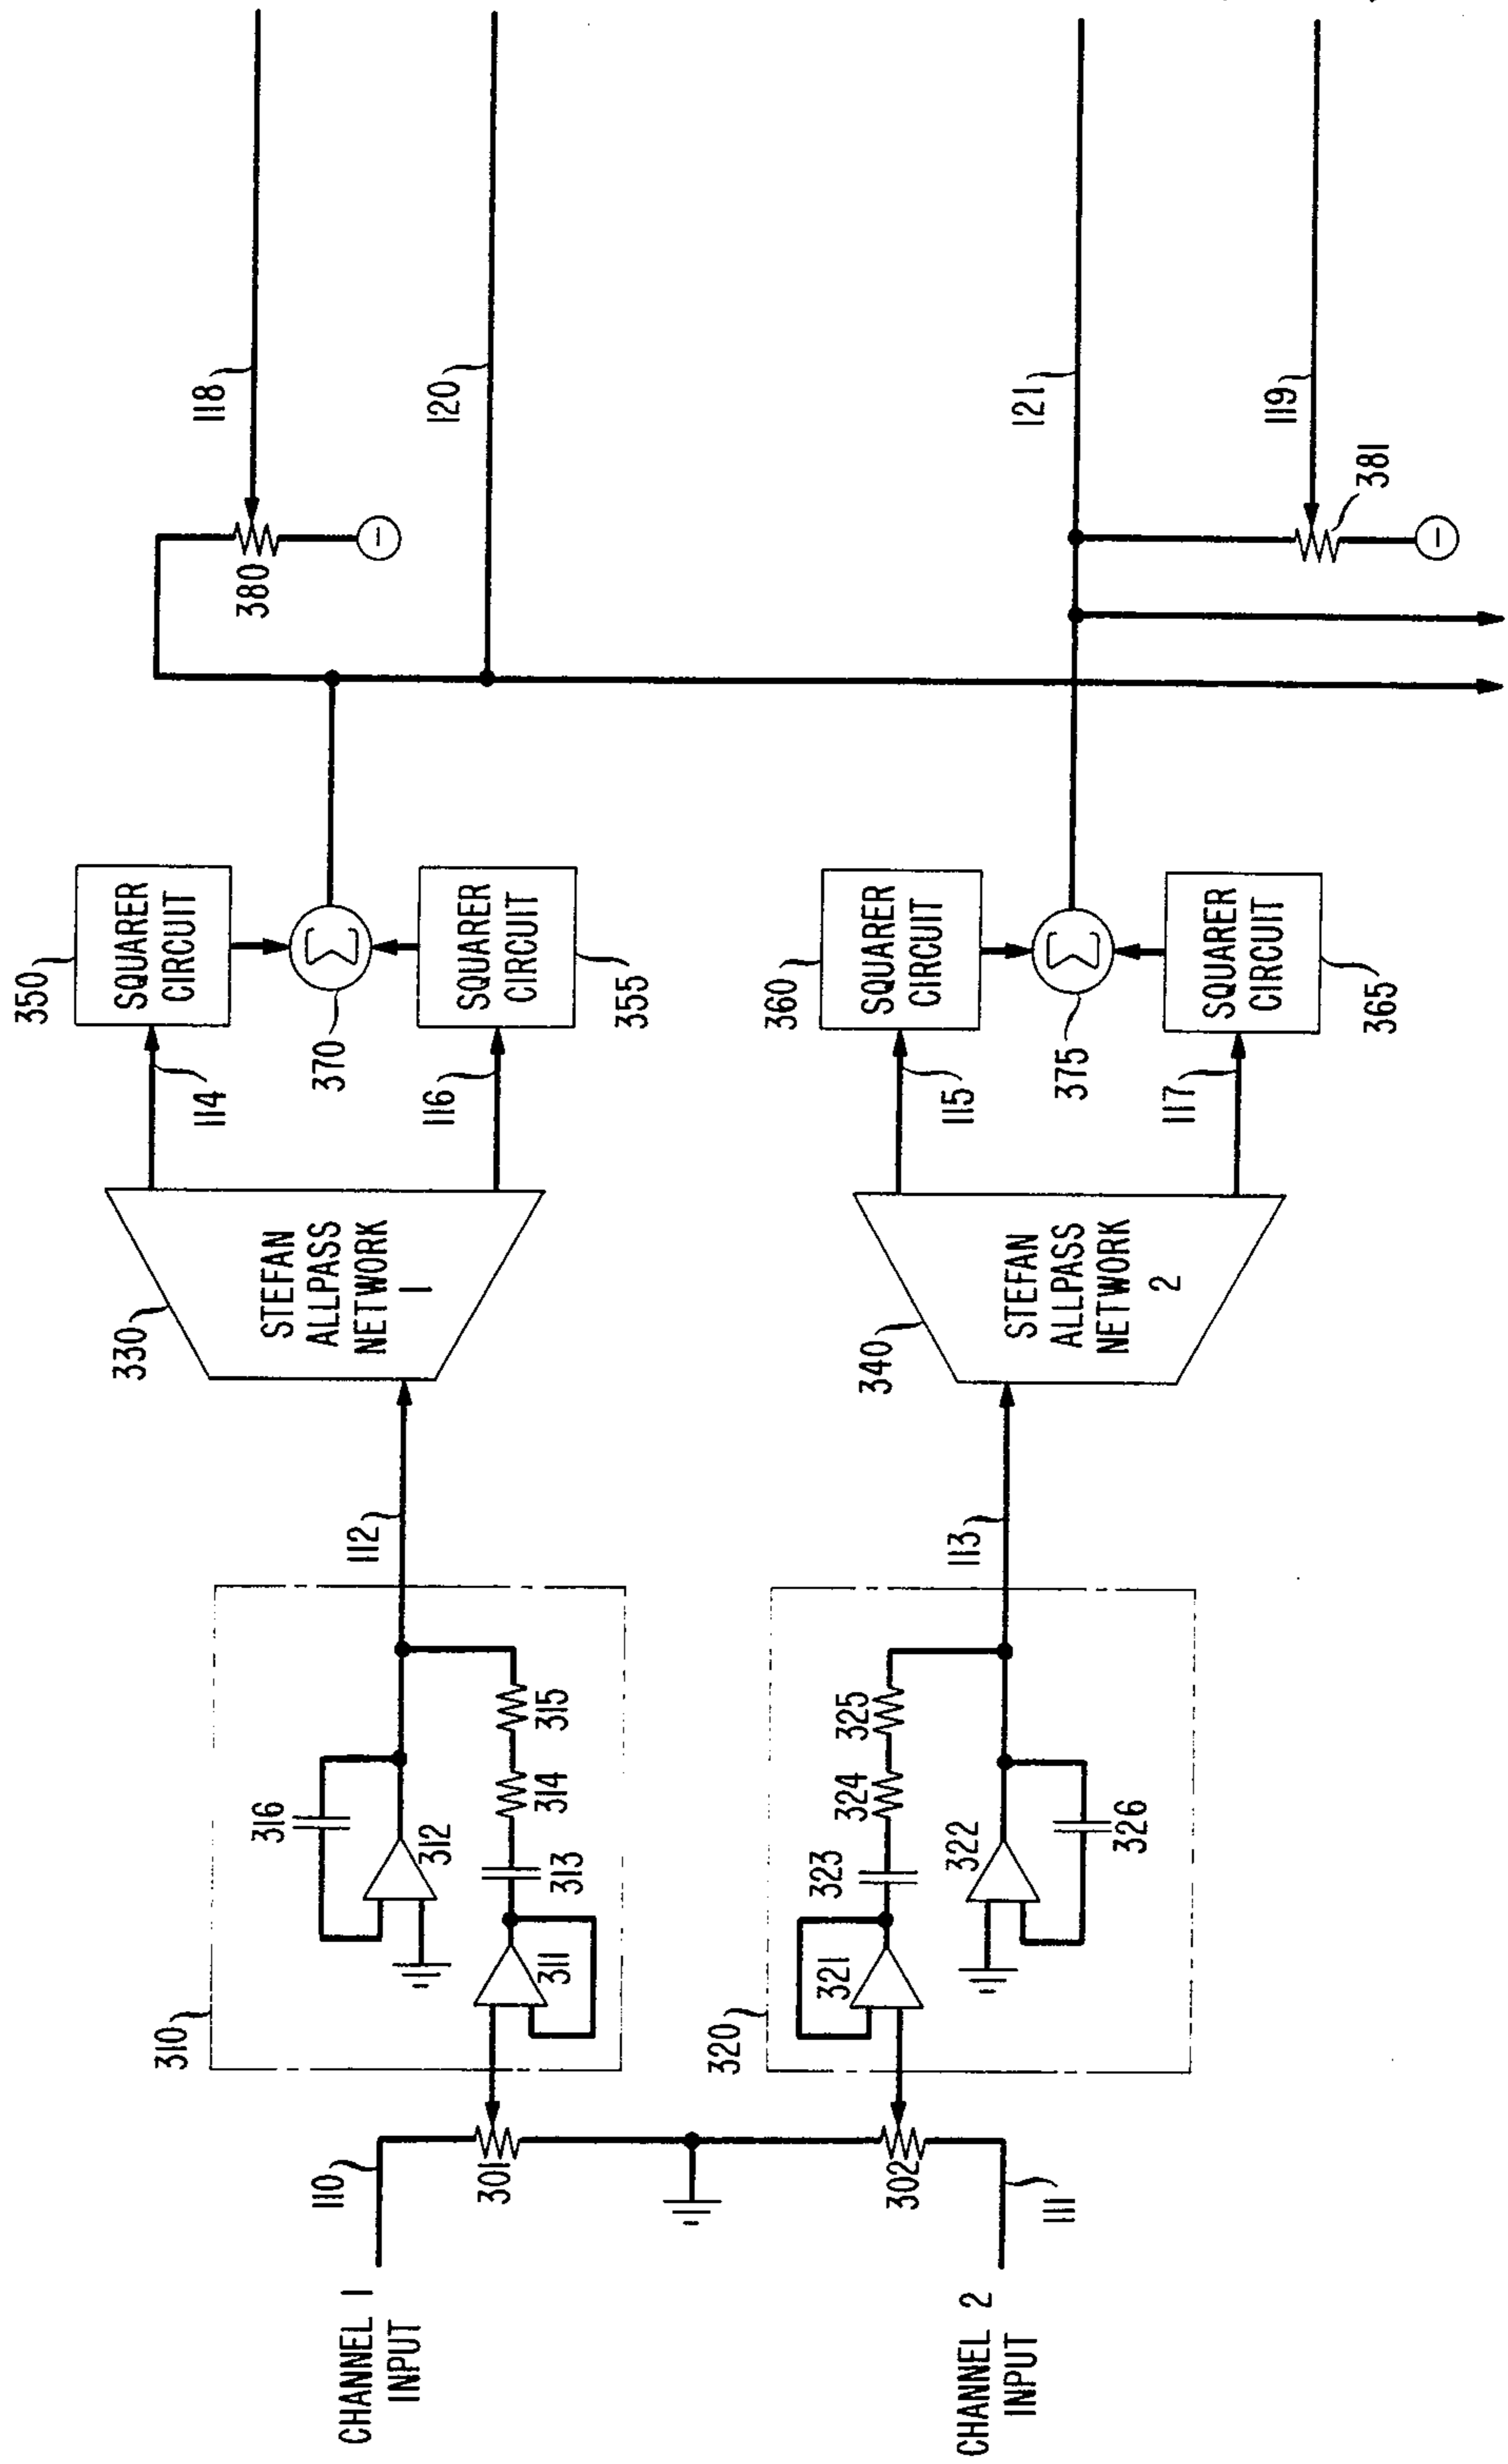 CHANNEL 1
INPUT
110
301
310
316
312
311
313
314
315
112
330
STEFAN
ALLPASS
NETWORK
1
114
116
350
SQUARER
CIRCUIT
370
Σ
SQUARER
CIRCUIT
355
380
−
118
120
CHANNEL 2
INPUT
111
302
320
321
323
324
325
322
326
113
340
STEFAN
ALLPASS
NETWORK
2
115
117
360
SQUARER
CIRCUIT
375
Σ
SQUARER
CIRCUIT
365
121
119
381
−